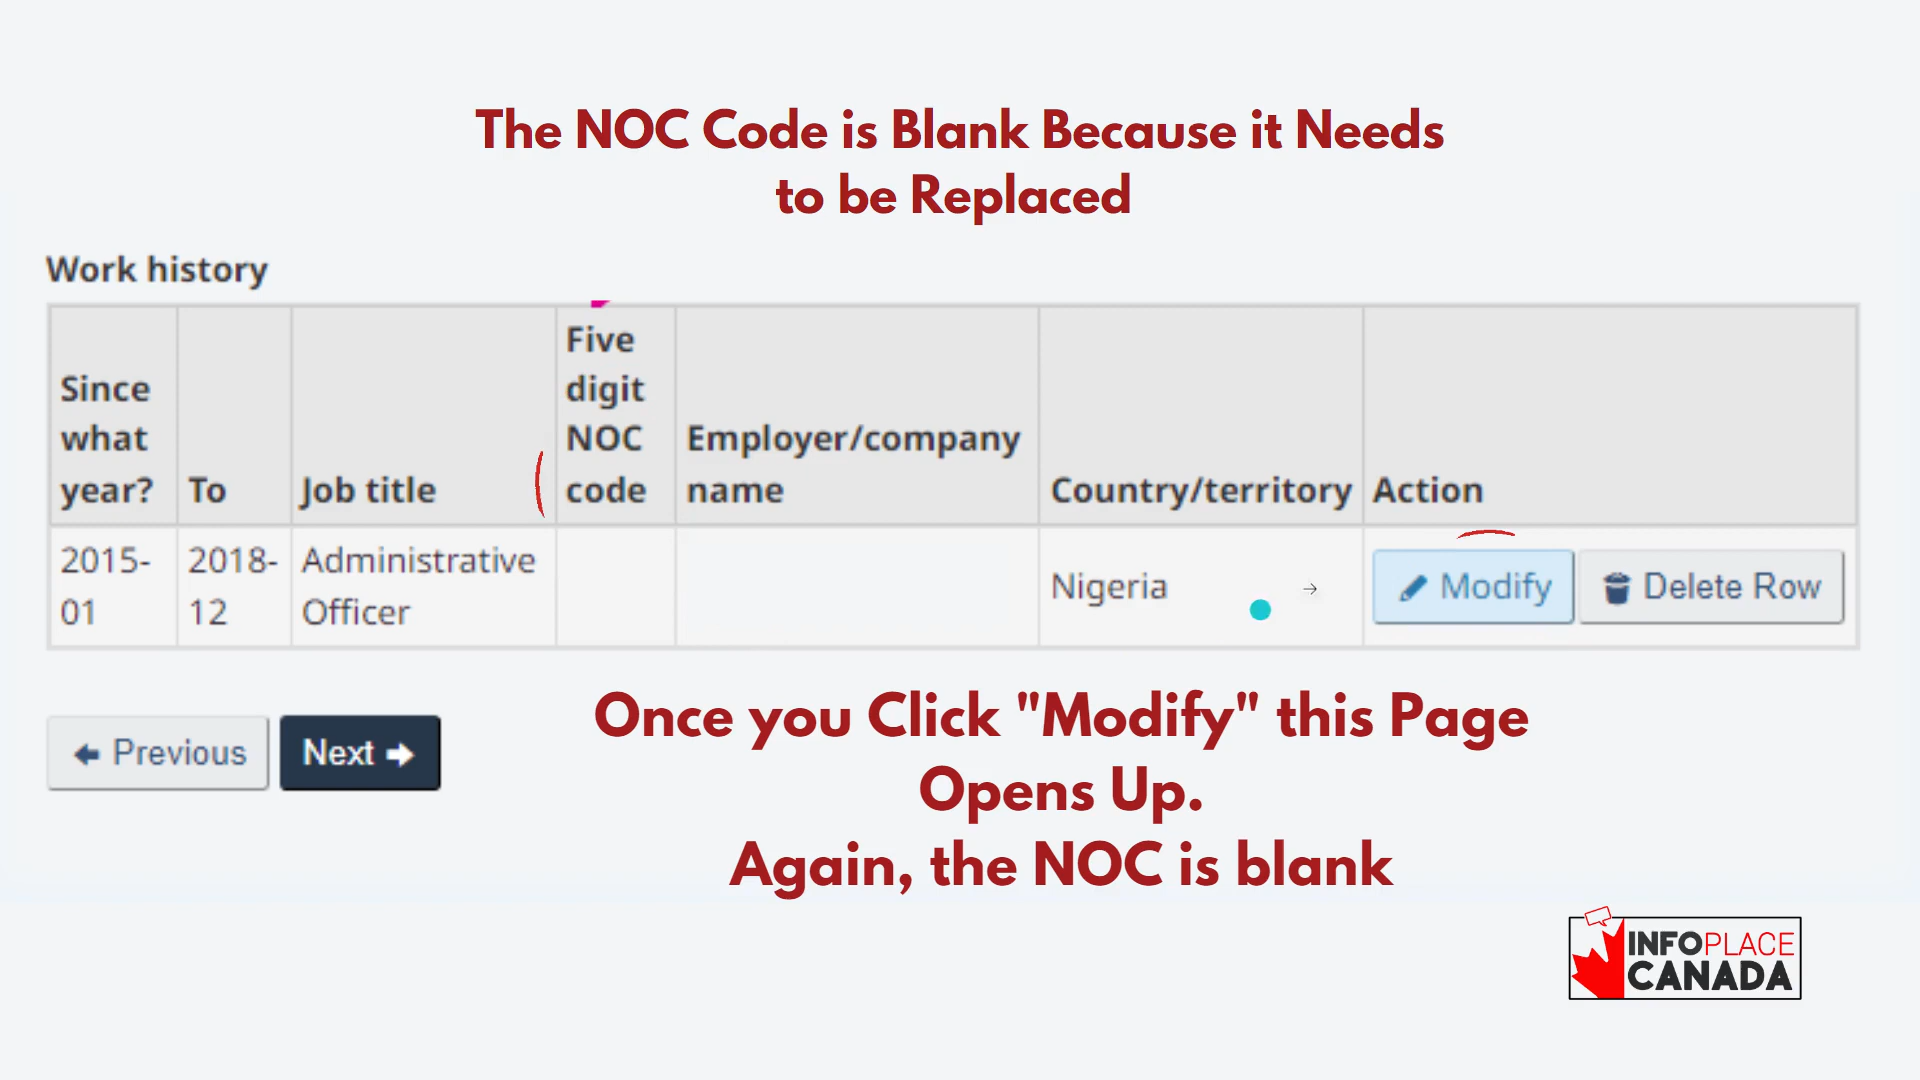 The NOC Code is Blank Because it Needs
to be Replaced
Work history
Since what year?
To
Job title
Five digit NOC code
Employer/company name
Country/territory
Action
2015-01
2018-12
Administrative Officer
Nigeria
Modify
Delete Row
Previous
Next
Once you Click "Modify" this Page
Opens Up.
Again, the NOC is blank
INFOPLACE
CANADA